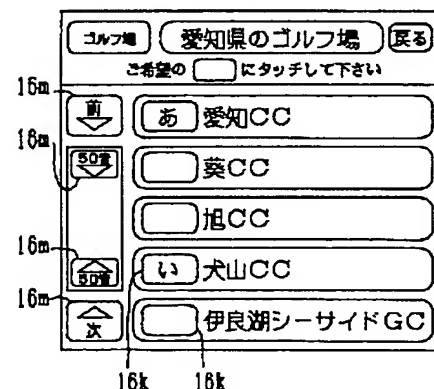 ゴルフ場 愛知県のゴルフ場 戻る
ご希望の にタッチして下さい
16m 前 あ 愛知CC
16m 50音 葵CC
旭CC
16m 50音 い 犬山CC
16m 次 伊良湖シーサイドGC
16k 16k